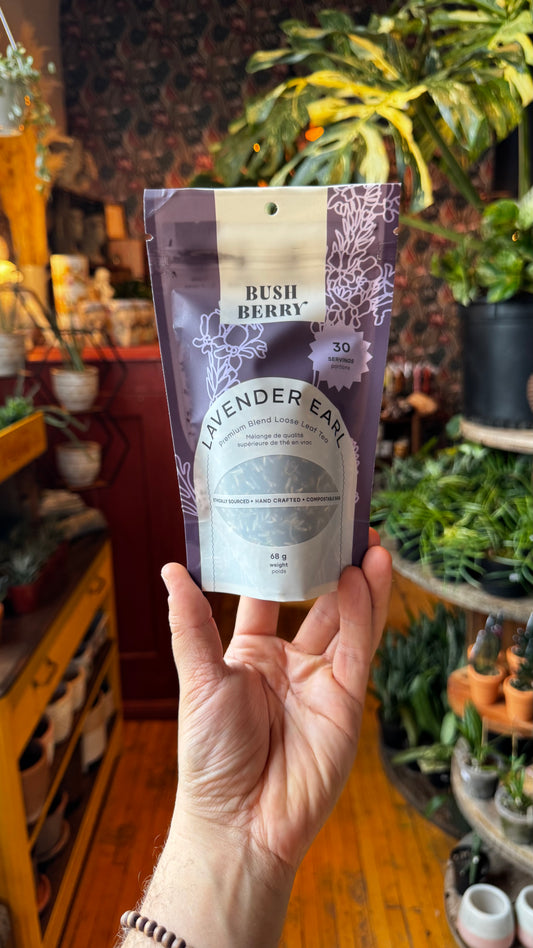 BUSH
BERRY
30
SERVINGS
portions
LAVENDER EARL
Premium Blend Loose Leaf Tea
Mélange de qualité
supérieure de thé en vrac
ETHICALLY SOURCED • HAND CRAFTED • COMPOSTABLE BAG
68 g
weight
poids